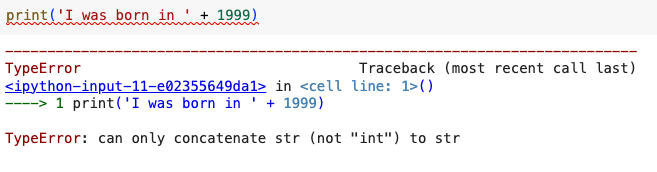 print('I was born in ' + 1999)
---------------------------------------------------------------------------
TypeError                                 Traceback (most recent call last)
<ipython-input-11-e02355649da1> in <cell line: 1>()
----> 1 print('I was born in ' + 1999)
TypeError: can only concatenate str (not "int") to str